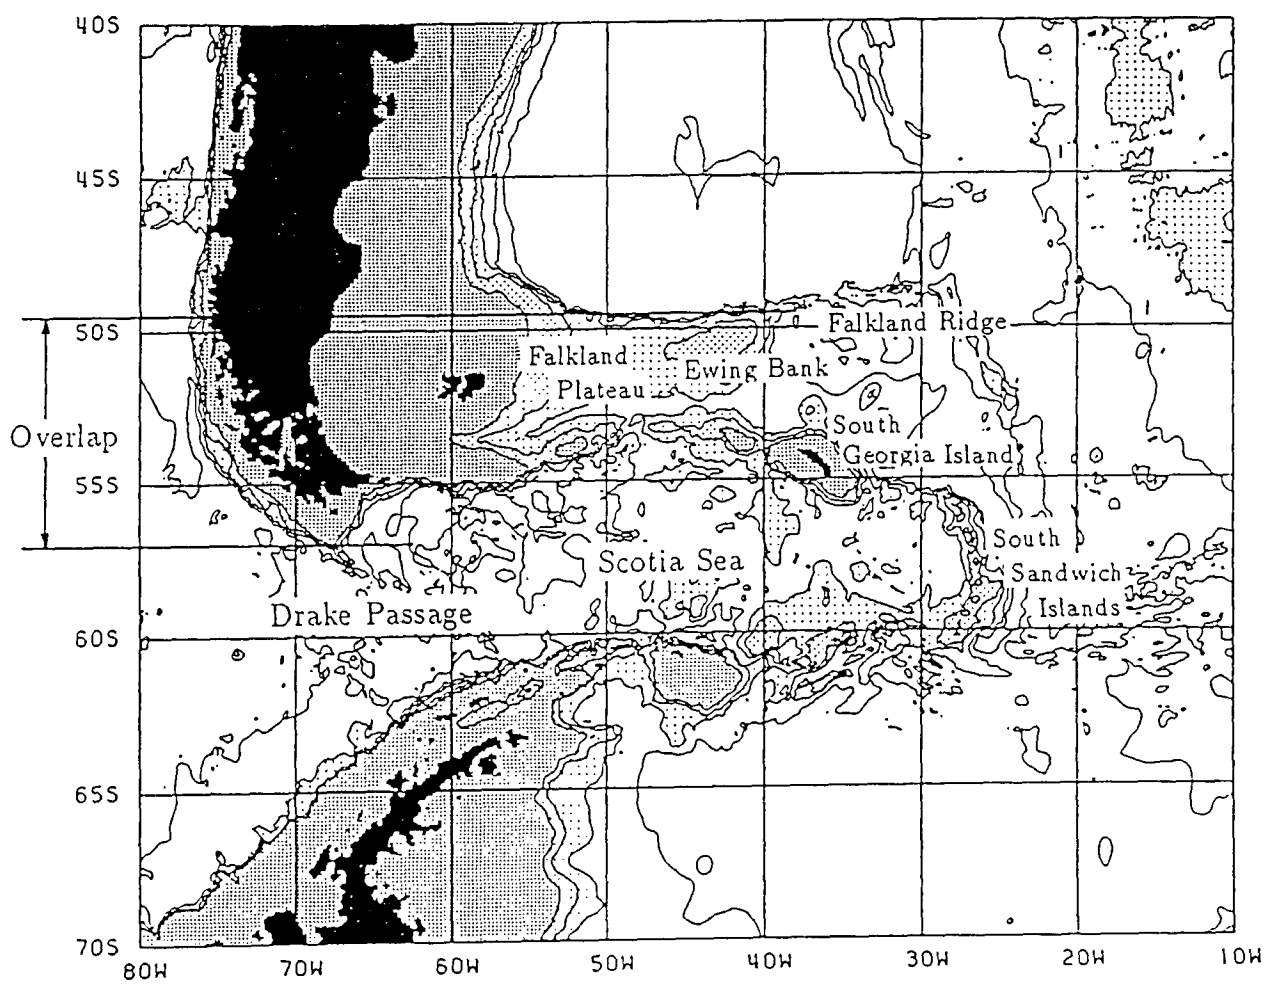 40S
45S
50S
Falkland Ridge
Falkland
Plateau
Ewing Bank
South
Georgia Island
Overlap
55S
South
Sandwich
Islands
Scotia Sea
Drake Passage
60S
65S
70S
80W 70W 60W 50W 40W 30W 20W 10W